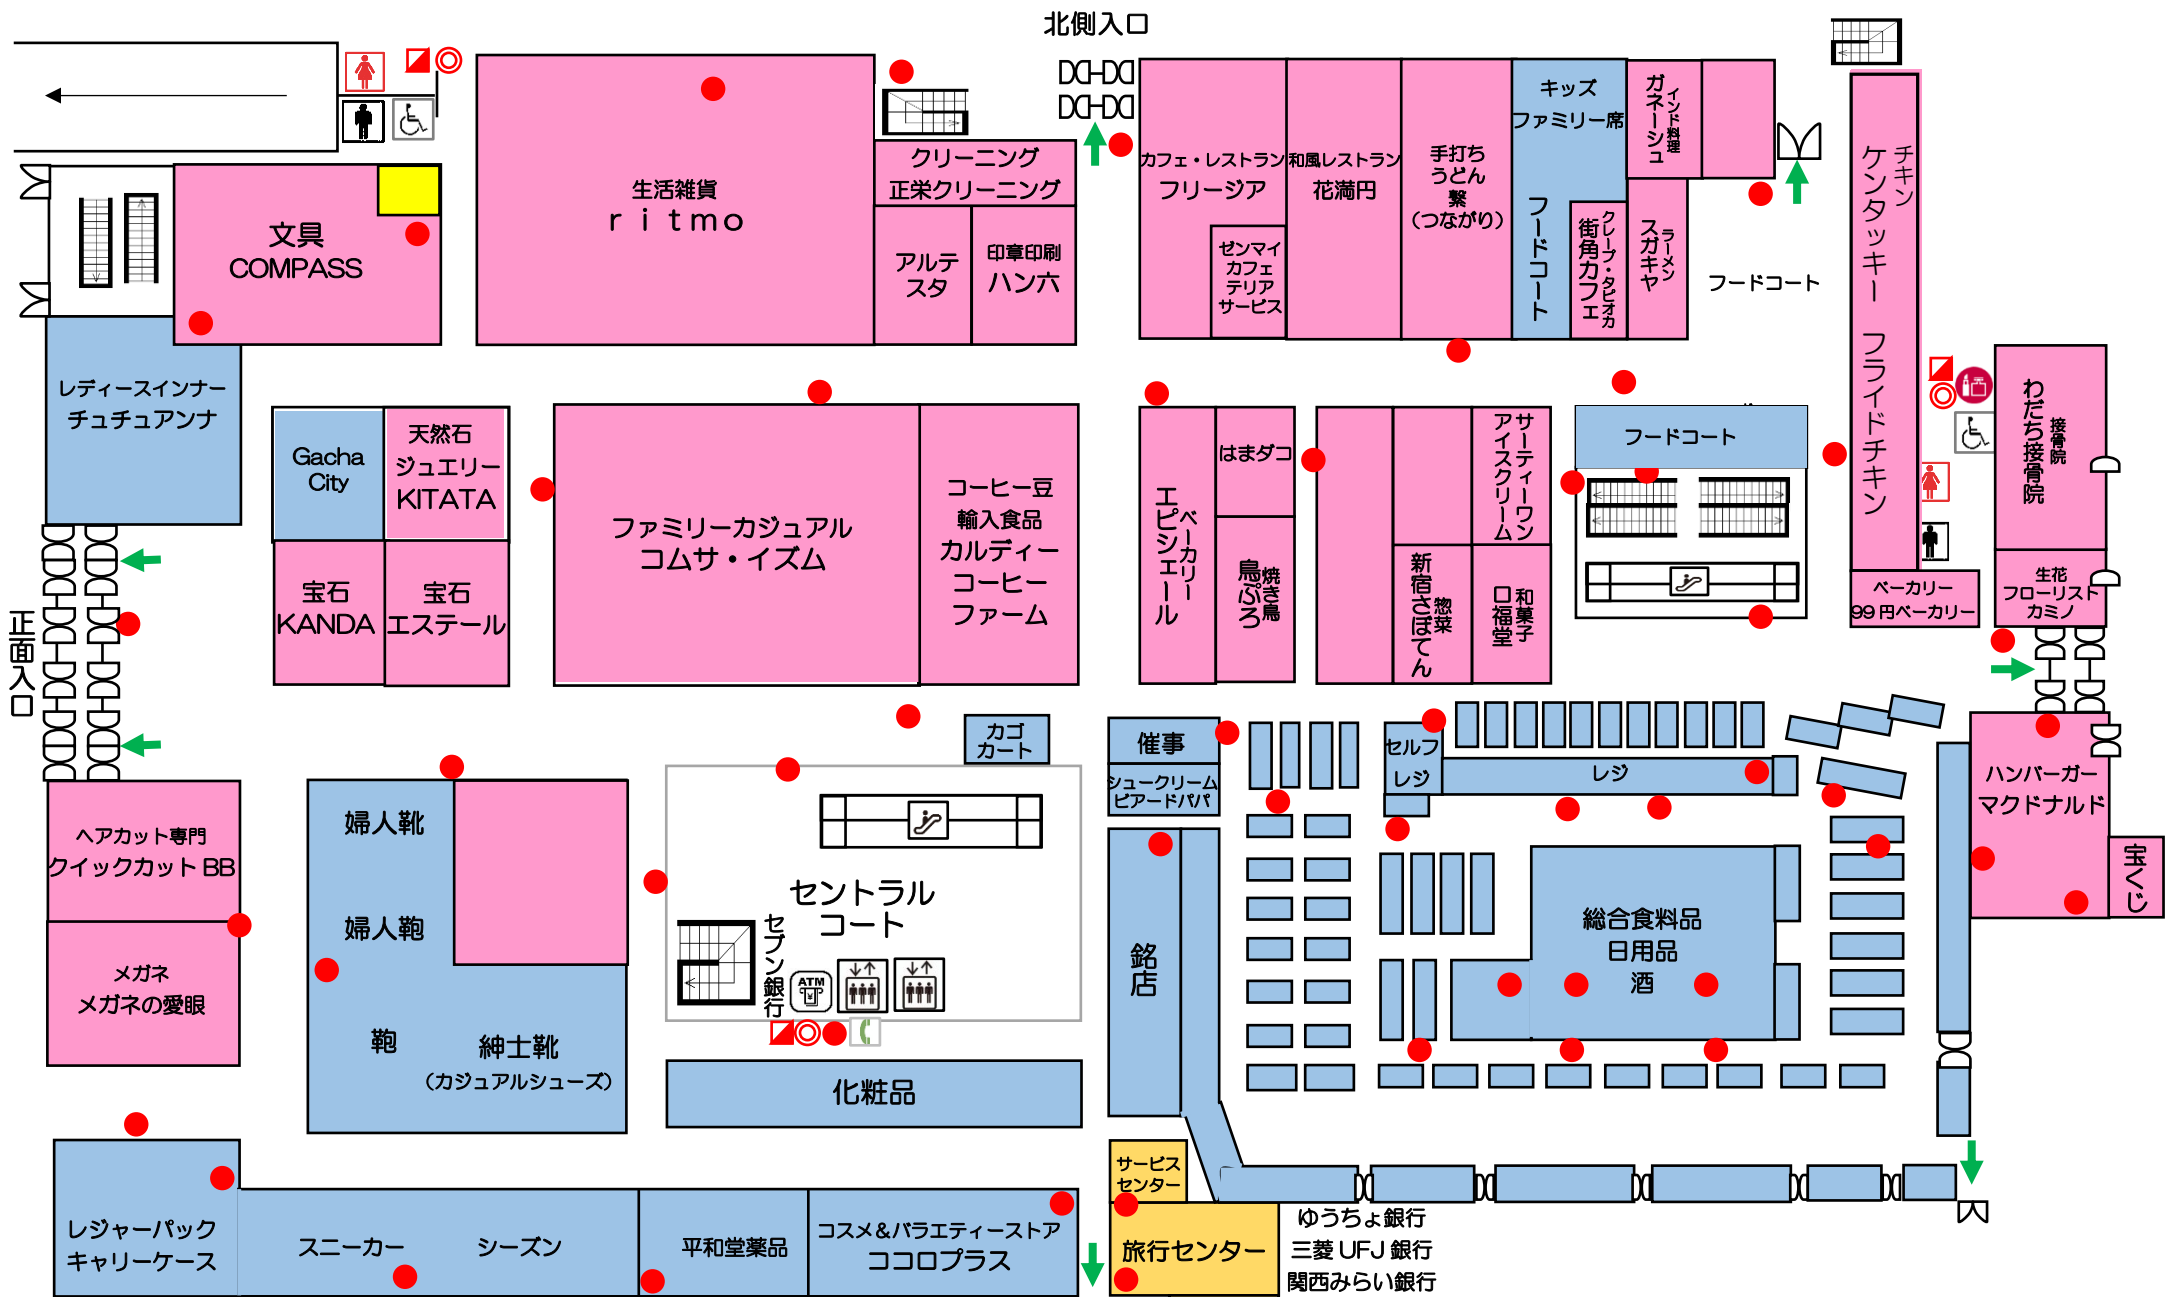 北側入口
生活雑貨
ritmo
クリーニング
正栄クリーニング
アルテ
スタ
印章印刷
ハン六
文具
COMPASS
カフェ・レストラン
フリージア
ゼンマイ
カフェ
テリア
サービス
和風レストラン
花満円
手打ち
うどん
繋
(つながり)
キッズ
ファミリー席
フードコート
クレープ・タピオカ
街角カフェ
インド料理
ガネーシュ
ラーメン
スガキヤ
フードコート
チキン
ケンタッキー フライドチキン
接骨院
わだち接骨院
レディースインナー
チュチュアンナ
Gacha
City
天然石
ジュエリー
KITATA
宝石
KANDA
宝石
エステール
ファミリーカジュアル
コムサ・イズム
コーヒー豆
輸入食品
カルディー
コーヒー
ファーム
ベーカリー
エピシェール
はまダコ
焼き鳥
鳥ぷろ
サーティーワン
アイスクリーム
惣菜
新宿さぼてん
和菓子
口福堂
フードコート
ベーカリー
99円ベーカリー
生花
フローリスト
カミノ
正面入口
カゴ
カート
催事
シュークリーム
ビアードパパ
セルフ
レジ
レジ
ハンバーガー
マクドナルド
宝くじ
ヘアカット専門
クイックカットBB
メガネ
メガネの愛眼
婦人靴
婦人鞄
鞄
紳士靴
(カジュアルシューズ)
セントラル
コート
セブン銀行
ATM
化粧品
銘店
総合食料品
日用品
酒
サービス
センター
旅行センター
ゆうちょ銀行
三菱UFJ銀行
関西みらい銀行
レジャーパック
キャリーケース
スニーカー
シーズン
平和堂薬品
コスメ&バラエティーストア
ココロプラス